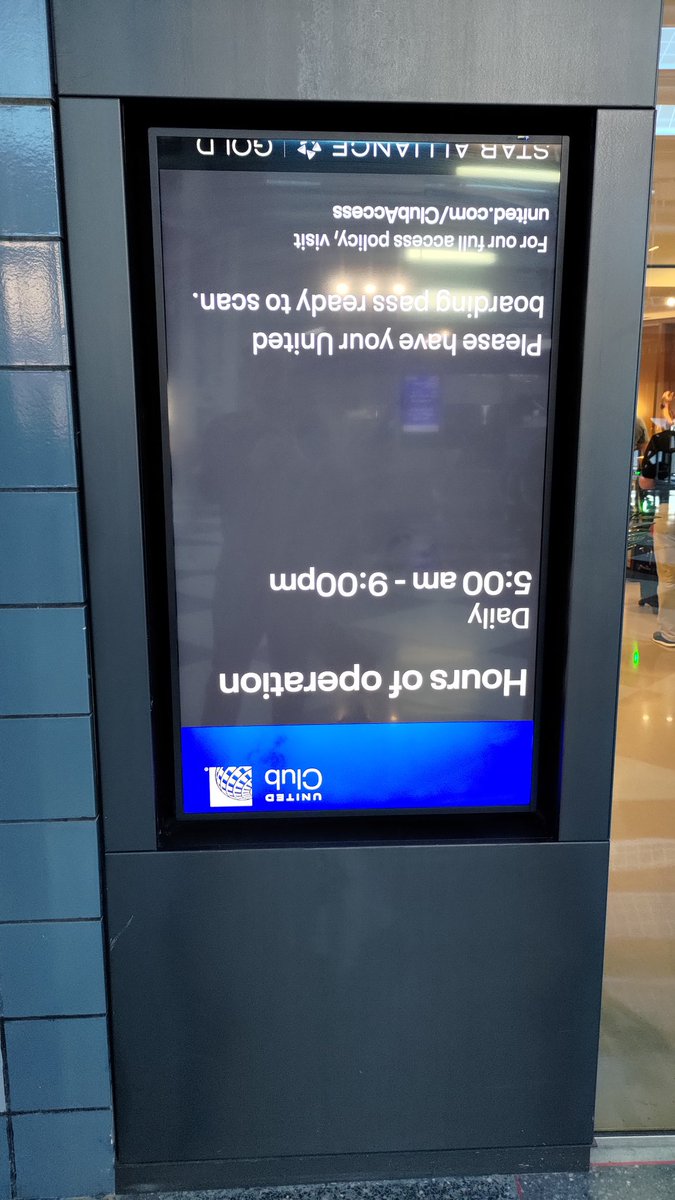 UNITED
Club
Hours of operation
Daily
5:00 am - 9:00pm
Please have your United
boarding pass ready to scan.
For our full access policy, visit
united.com/ClubAccess
STAR ALLIANCE | GOLD